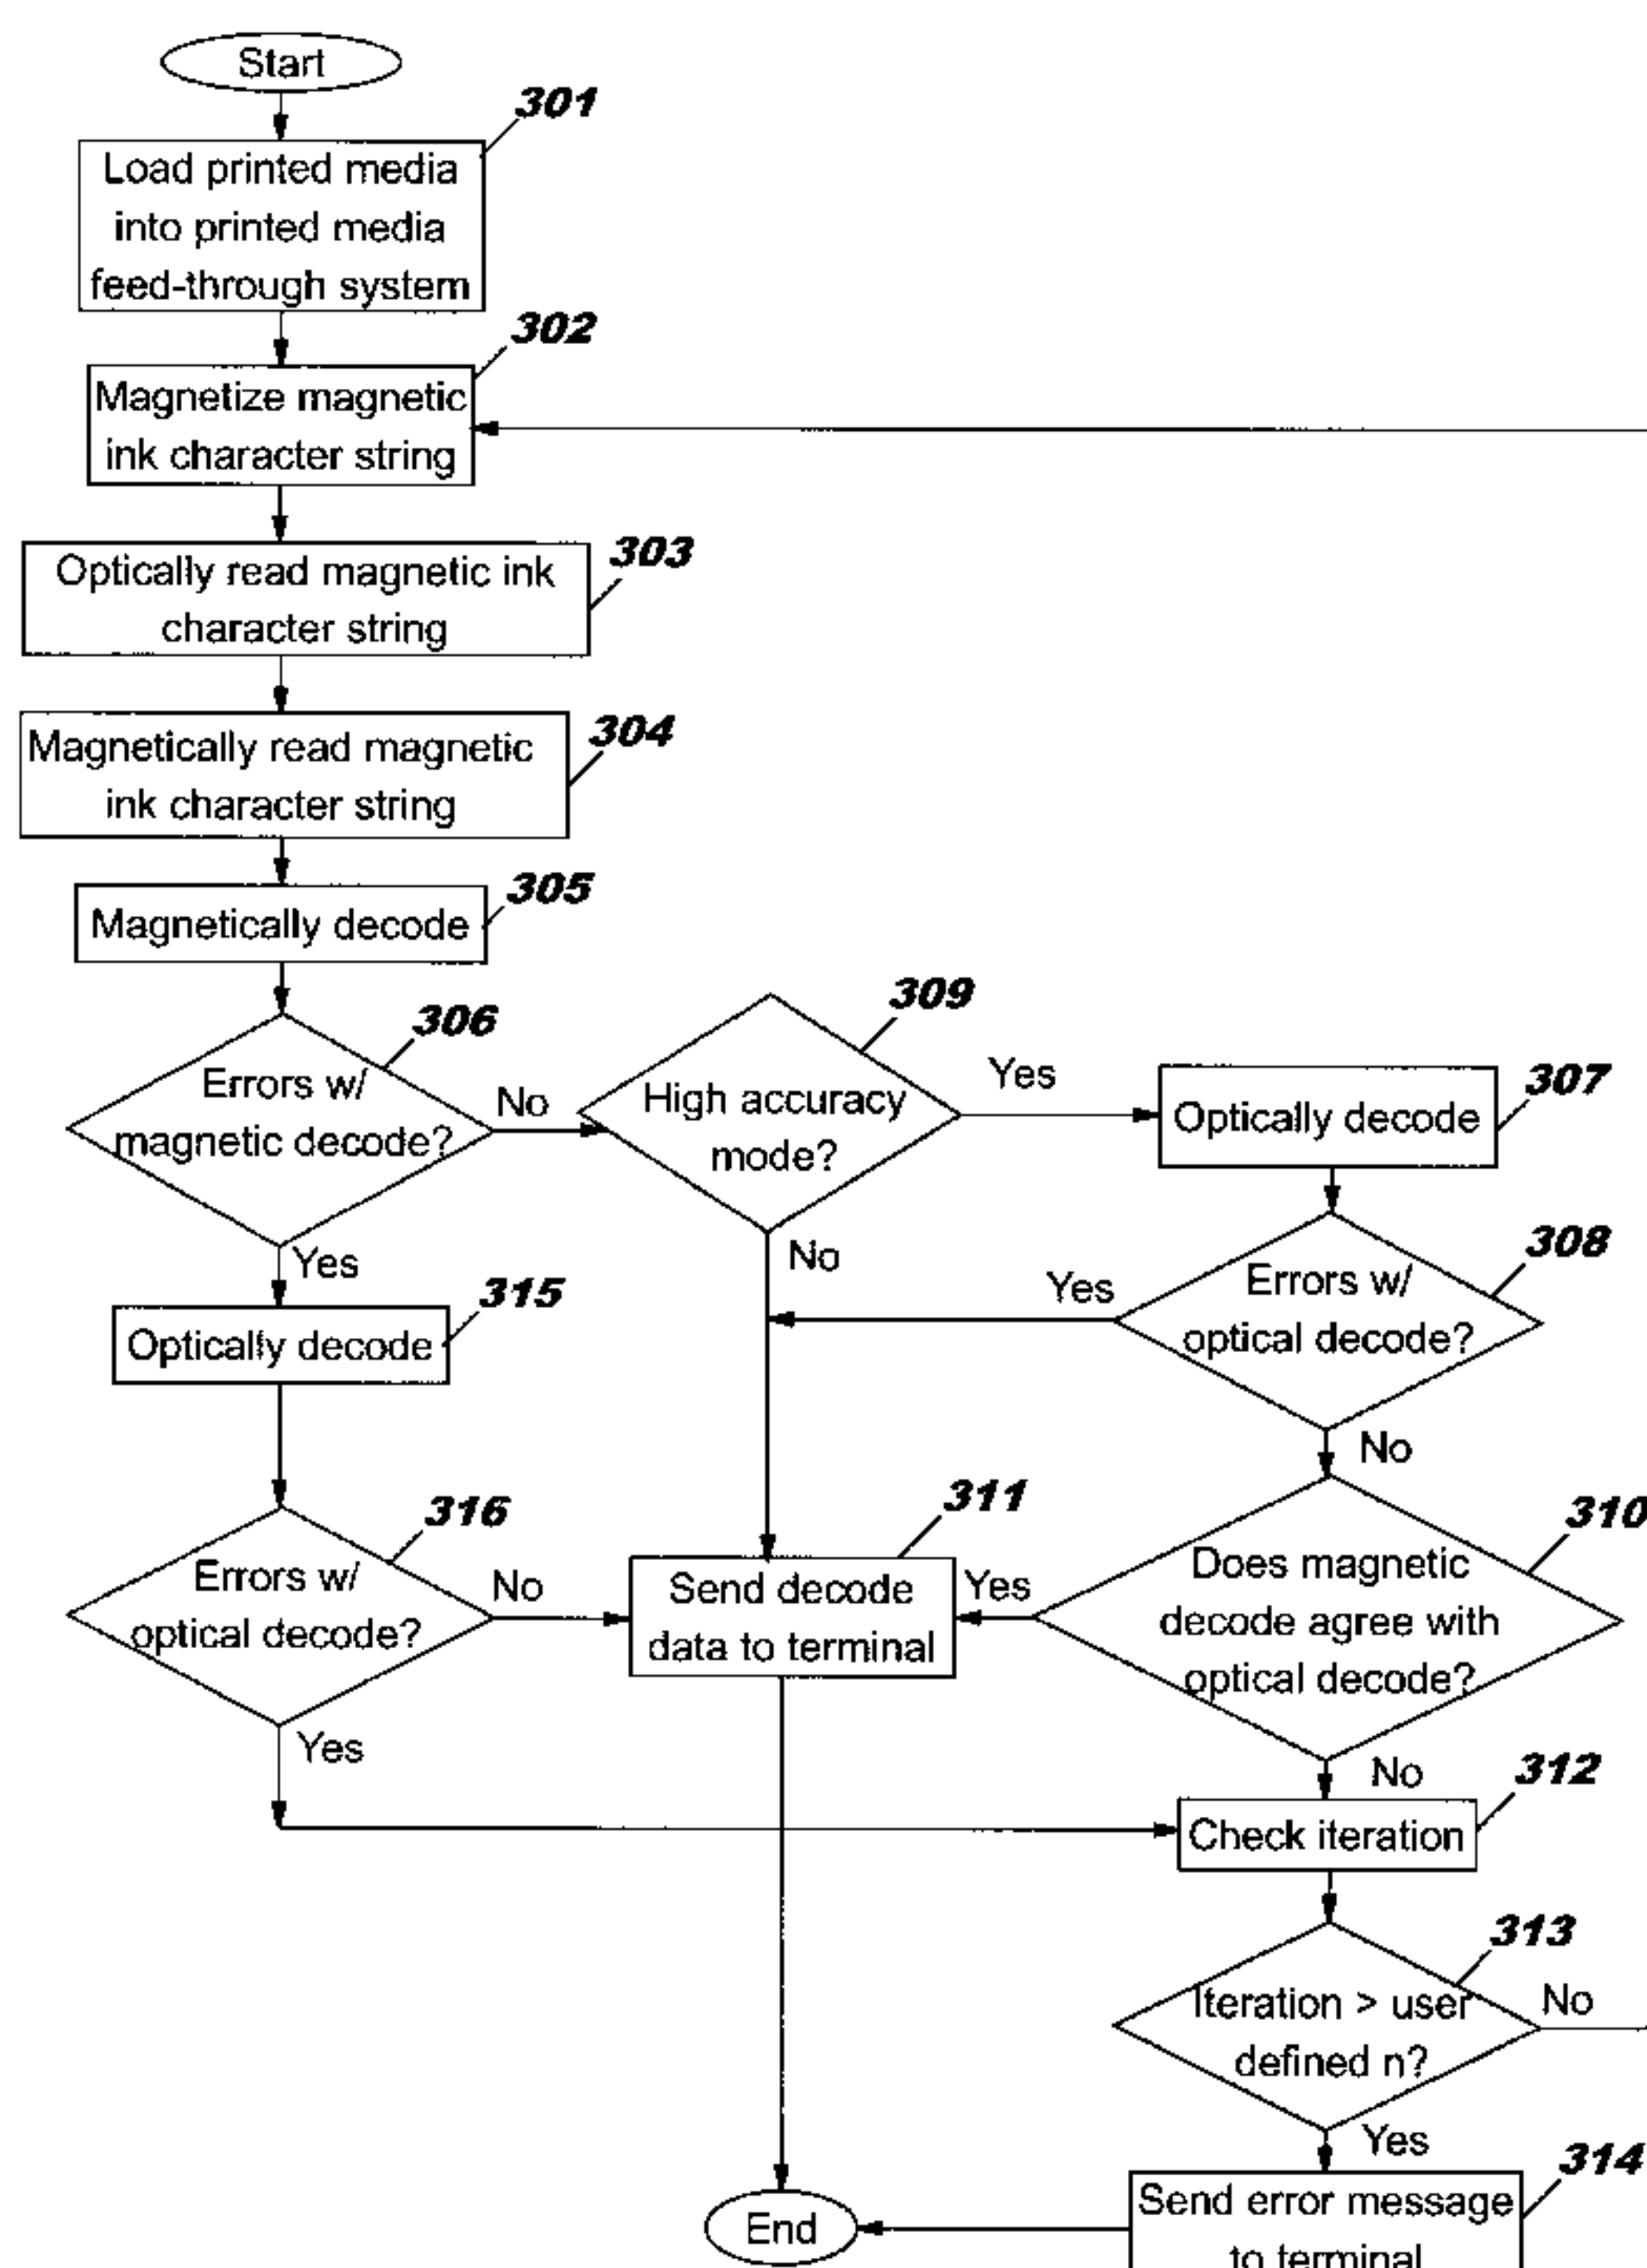 Start
301
Load printed media
into printed media
feed-through system
302
Magnetize magnetic
ink character string
303
Optically read magnetic ink
character string
304
Magnetically read magnetic
ink character string
305
Magnetically decode
306
Errors w/
magnetic decode?
No
Yes
309
High accuracy
mode?
Yes
No
307
Optically decode
308
Errors w/
optical decode?
Yes
No
315
Optically decode
316
Errors w/
optical decode?
No
Yes
311
Send decode
data to terminal
310
Does magnetic
decode agree with
optical decode?
Yes
No
312
Check iteration
313
Iteration > user
defined n?
No
Yes
314
Send error message
to terminal
End